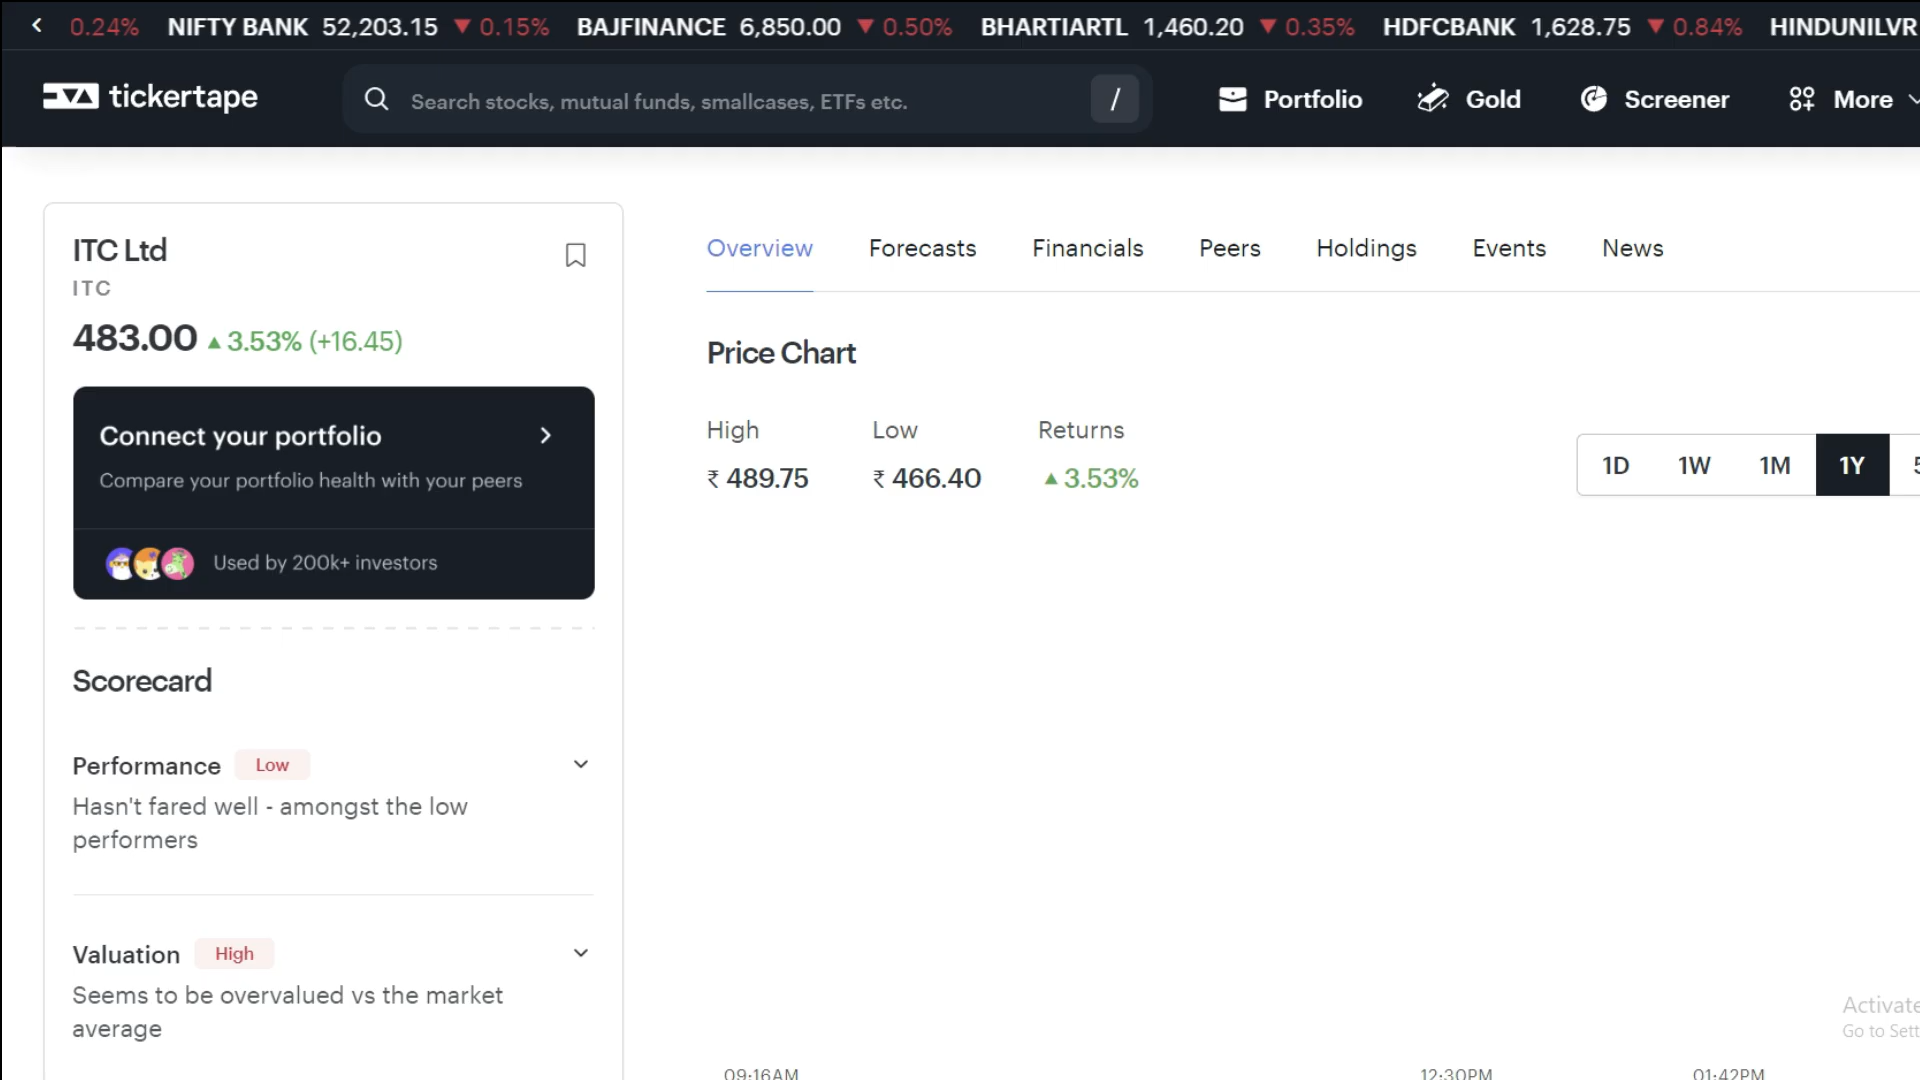 0.24% NIFTY BANK 52,203.15 ▼ 0.15% BAJFINANCE 6,850.00 ▼ 0.50% BHARTIARTL 1,460.20 ▼ 0.35% HDFCBANK 1,628.75 ▼ 0.84% HINDUNILVR
tickertape
Search stocks, mutual funds, smallcases, ETFs etc. /
Portfolio Gold Screener More
ITC Ltd
ITC
483.00 ▲ 3.53% (+16.45)
Connect your portfolio
Compare your portfolio health with your peers
Used by 200k+ investors
Scorecard
Performance Low
Hasn't fared well - amongst the low
performers
Valuation High
Seems to be overvalued vs the market
average
Overview Forecasts Financials Peers Holdings Events News
Price Chart
High Low Returns
₹ 489.75 ₹ 466.40 ▲ 3.53%
1D 1W 1M 1Y
09:16AM 12:30PM 01:42PM
Activate
Go to Sett